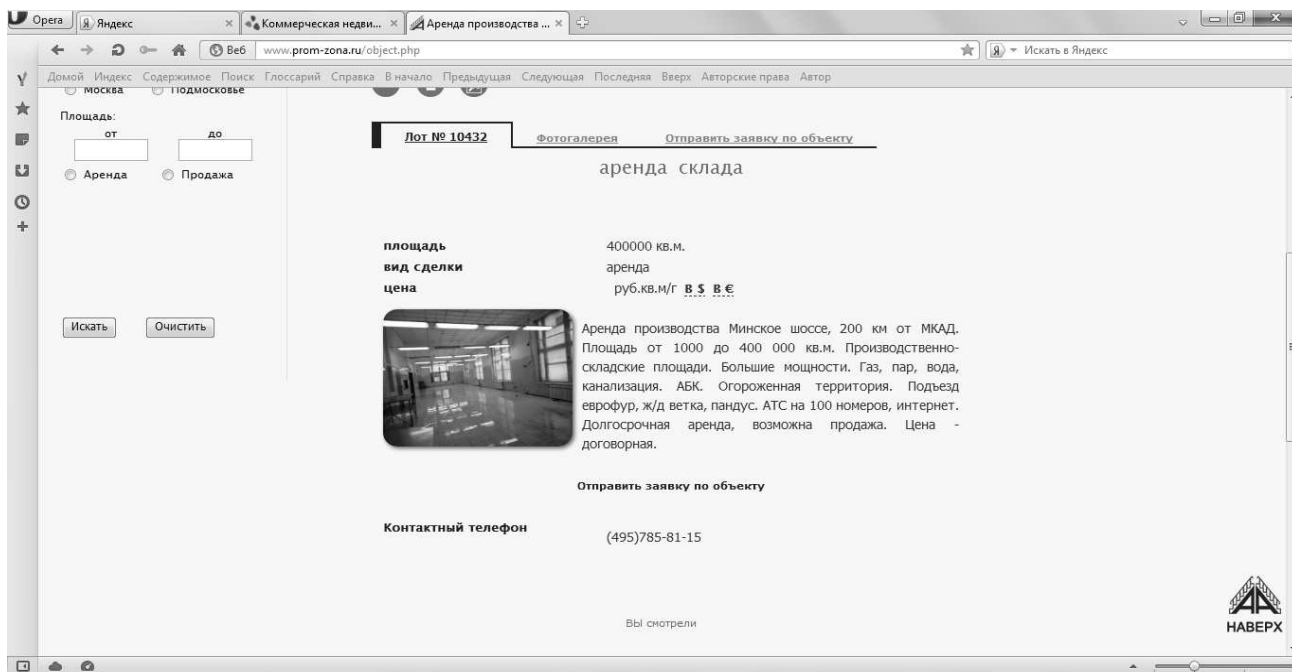 Opera
Яндекс
Коммерческая недви...
Аренда производства ...
Веб
www.prom-zona.ru/object.php
Искать в Яндекс
Домой Индекс Содержимое Поиск Глоссарий Справка В начало Предыдущая Следующая Последняя Вверх Авторские права Автор
Москва Подмосковье
Площадь:
от до
Аренда Продажа
Искать Очистить
Лот № 10432 Фотогалерея Отправить заявку по объекту
аренда склада
площадь 400000 кв.м.
вид сделки аренда
цена руб.кв.м/г В $ В €
Аренда производства Минское шоссе, 200 км от МКАД.
Площадь от 1000 до 400 000 кв.м. Производственно-
складские площади. Большие мощности. Газ, пар, вода,
канализация. АБК. Огороженная территория. Подъезд
еврофур, ж/д ветка, пандус. АТС на 100 номеров, интернет.
Долгосрочная аренда, возможна продажа. Цена -
договорная.
Отправить заявку по объекту
Контактный телефон (495)785-81-15
ВЫ смотрели
НАВЕРХ